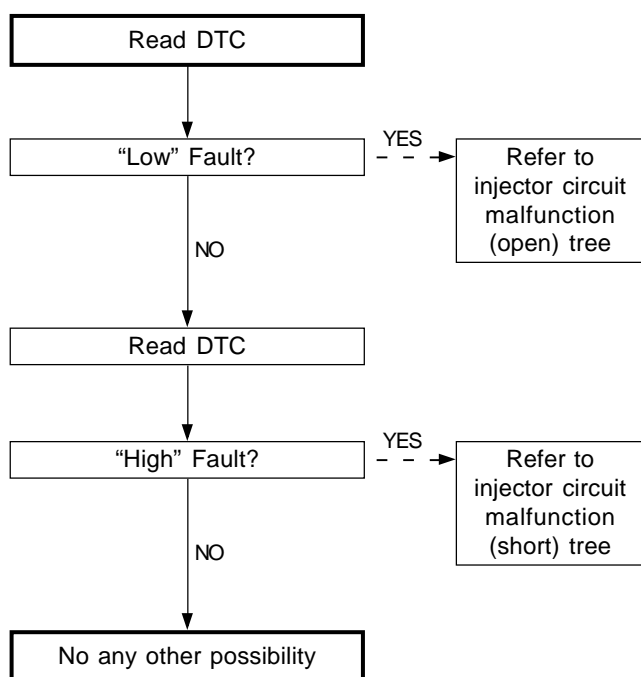 Read DTC
“Low” Fault?
YES
Refer to
injector circuit
malfunction
(open) tree
NO
Read DTC
“High” Fault?
YES
Refer to
injector circuit
malfunction
(short) tree
NO
No any other possibility